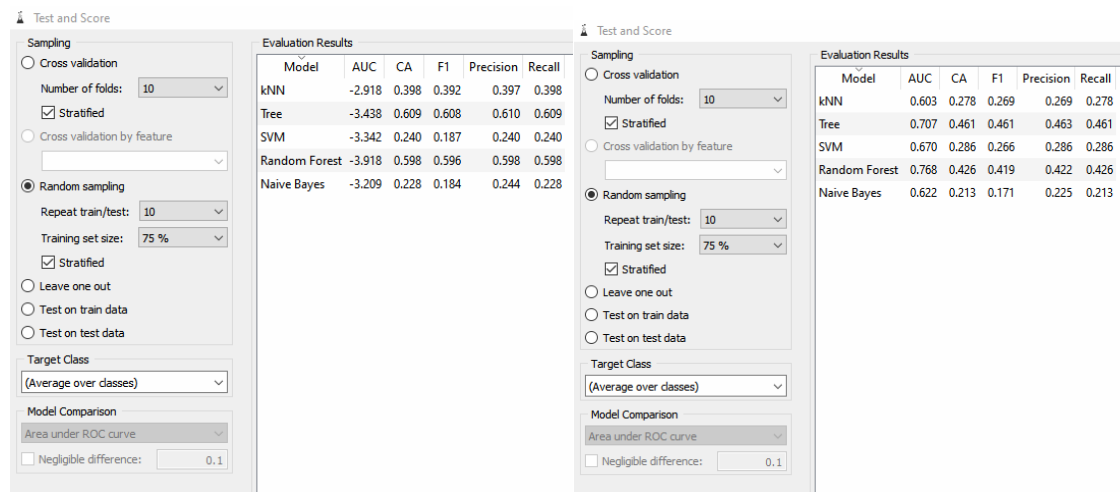 Test and Score
Sampling
Cross validation
Number of folds: 10
Stratified
Cross validation by feature
Random sampling
Repeat train/test: 10
Training set size: 75 %
Stratified
Leave one out
Test on train data
Test on test data
Target Class
(Average over classes)
Model Comparison
Area under ROC curve
Negligible difference: 0.1
Evaluation Results
Model AUC CA F1 Precision Recall
kNN -2.918 0.398 0.392 0.397 0.398
Tree -3.438 0.609 0.608 0.610 0.609
SVM -3.342 0.240 0.187 0.240 0.240
Random Forest -3.918 0.598 0.596 0.598 0.598
Naive Bayes -3.209 0.228 0.184 0.244 0.228
Test and Score
Sampling
Cross validation
Number of folds: 10
Stratified
Cross validation by feature
Random sampling
Repeat train/test: 10
Training set size: 75 %
Stratified
Leave one out
Test on train data
Test on test data
Target Class
(Average over classes)
Model Comparison
Area under ROC curve
Negligible difference: 0.1
Evaluation Results
Model AUC CA F1 Precision Recall
kNN 0.603 0.278 0.269 0.269 0.278
Tree 0.707 0.461 0.461 0.463 0.461
SVM 0.670 0.286 0.266 0.286 0.286
Random Forest 0.768 0.426 0.419 0.422 0.426
Naive Bayes 0.622 0.213 0.171 0.225 0.213